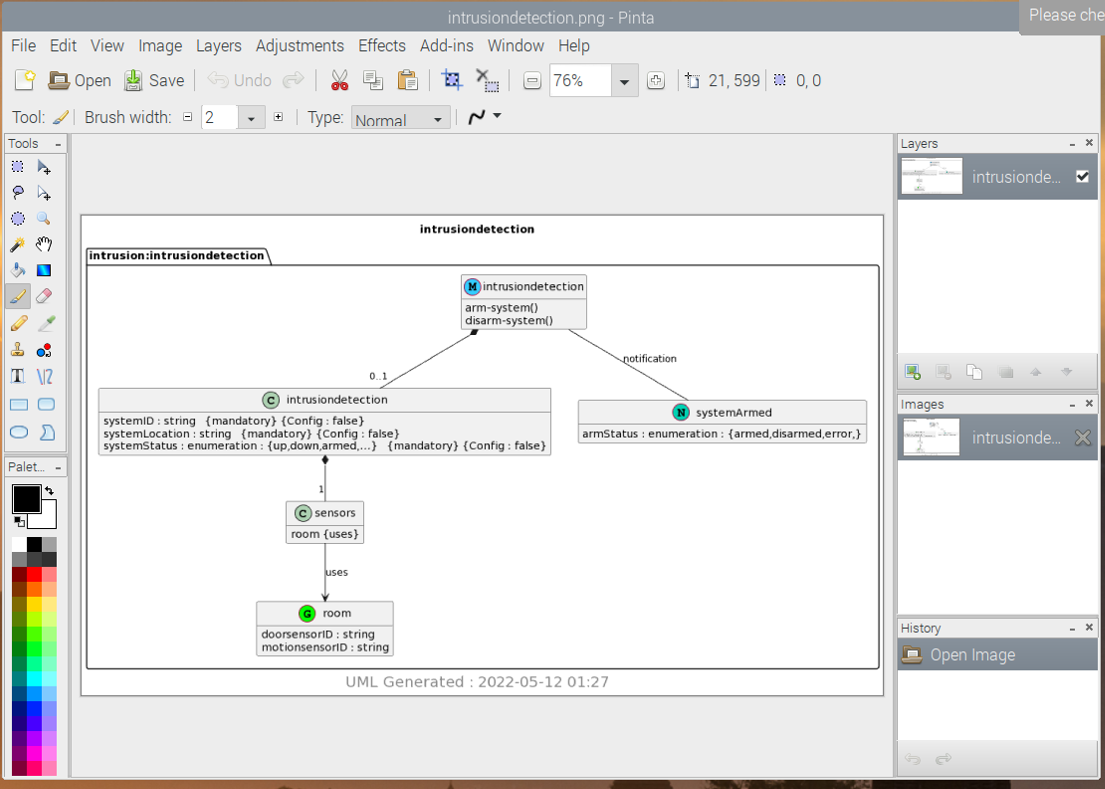 intrusiondetection.png - Pinta
Please che
File Edit View Image Layers Adjustments Effects Add-ins Window Help
Open Save Undo 76% 21, 599 0, 0
Tool: Brush width: 2 Type: Normal
Tools
Layers
intrusionde...
intrusiondetection
intrusion:intrusiondetection
M intrusiondetection
arm-system()
disarm-system()
notification
0..1
C intrusiondetection
systemID : string {mandatory} {Config : false}
systemLocation : string {mandatory} {Config : false}
systemStatus : enumeration : {up,down,armed,...} {mandatory} {Config : false}
N systemArmed
armStatus : enumeration : {armed,disarmed,error,}
1
C sensors
room {uses}
uses
G room
doorsensorID : string
motionsensorID : string
UML Generated : 2022-05-12 01:27
Palet...
Images
intrusionde...
History
Open Image